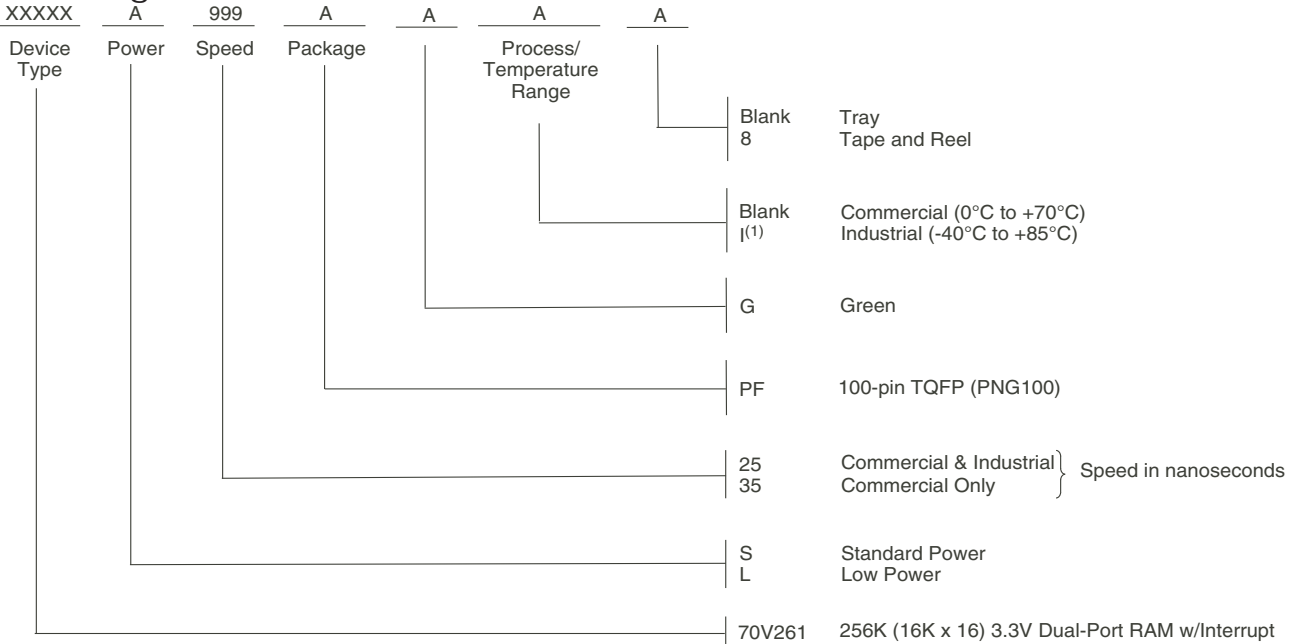 XXXXX A 999 A A A A
Device Type Power Speed Package Process/ Temperature Range
Blank Tray
8 Tape and Reel
Blank Commercial (0°C to +70°C)
I(1) Industrial (-40°C to +85°C)
G Green
PF 100-pin TQFP (PNG100)
25 Commercial & Industrial
35 Commercial Only
Speed in nanoseconds
S Standard Power
L Low Power
70V261 256K (16K x 16) 3.3V Dual-Port RAM w/Interrupt